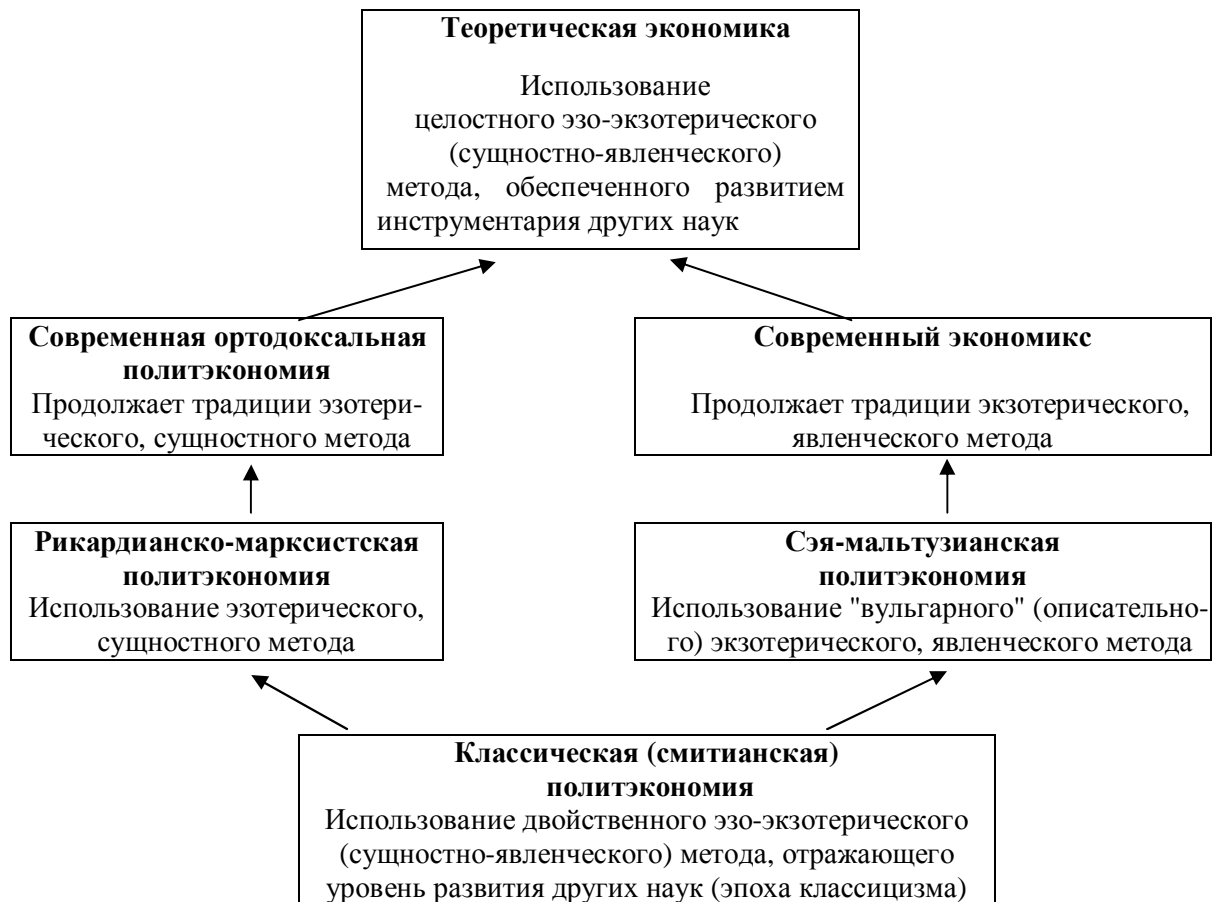 Теоретическая экономика
Использование
целостного эзо-экзотерического
(сущностно-явленческого)
метода, обеспеченного развитием
инструментария других наук
Современная ортодоксальная
политэкономия
Продолжает традиции эзотери-
ческого, сущностного метода
Современный экономикс
Продолжает традиции экзотерического,
явленческого метода
Рикардианско-марксистская
политэкономия
Использование эзотерического,
сущностного метода
Сэя-мальтузианская
политэкономия
Использование "вульгарного" (описательно-
го) экзотерического, явленческого метода
Классическая (смитианская)
политэкономия
Использование двойственного эзо-экзотерического
(сущностно-явленческого) метода, отражающего
уровень развития других наук (эпоха классицизма)